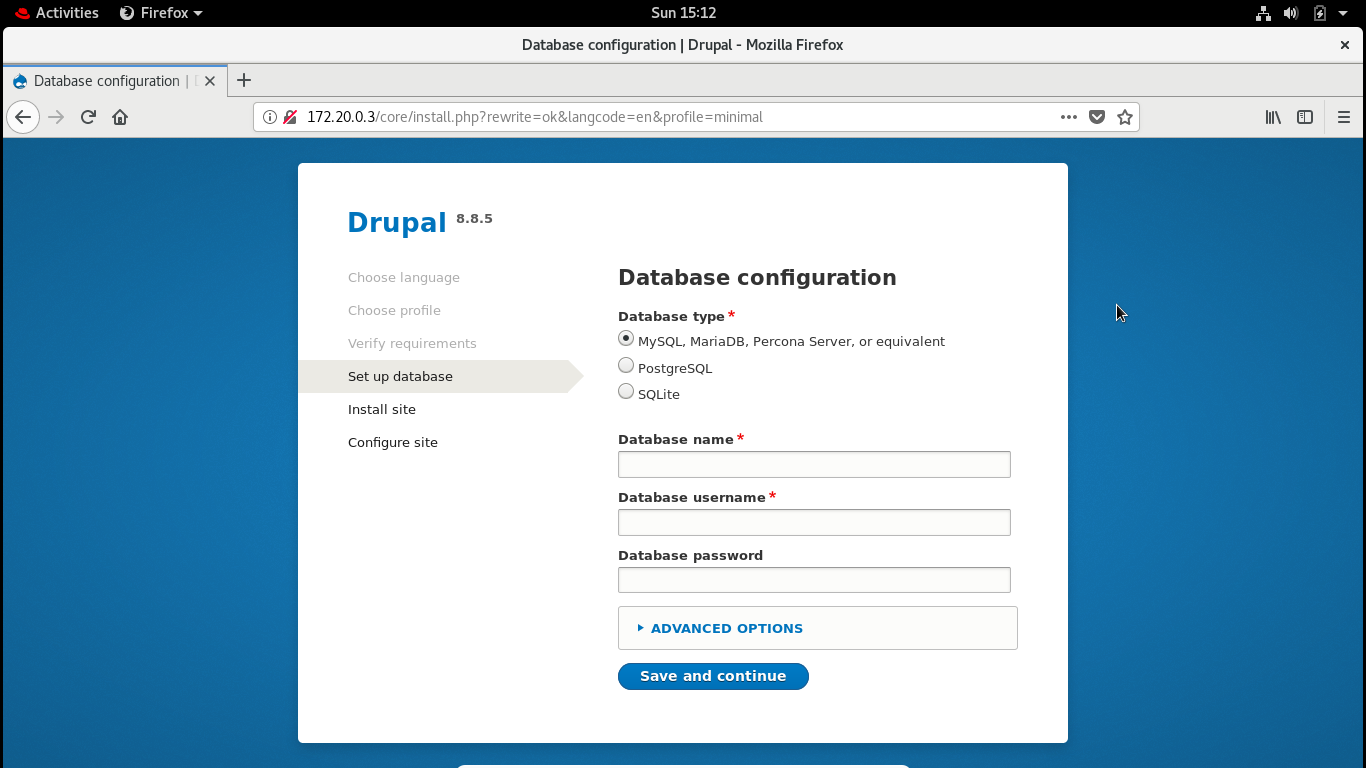 Activities Firefox Sun 15:12
Database configuration | Drupal - Mozilla Firefox
Database configuration |
172.20.0.3/core/install.php?rewrite=ok&langcode=en&profile=minimal
Drupal 8.8.5
Choose language
Choose profile
Verify requirements
Set up database
Install site
Configure site
Database configuration
Database type *
MySQL, MariaDB, Percona Server, or equivalent
PostgreSQL
SQLite
Database name *
Database username *
Database password
ADVANCED OPTIONS
Save and continue